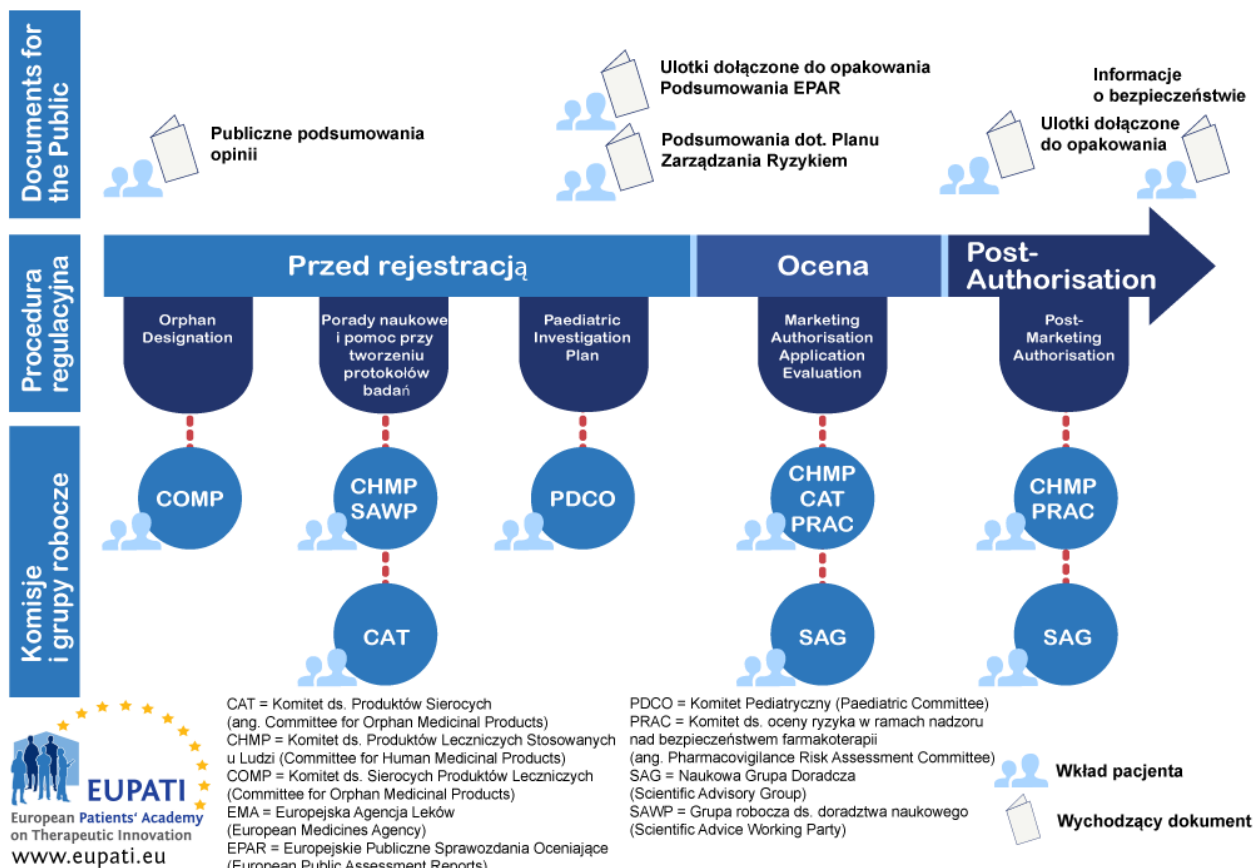 Documents for
the Public
Publiczne podsumowania
opinii
Ulotki dołączone do opakowania
Podsumowania EPAR
Podsumowania dot. Planu
Zarządzania Ryzykiem
Informacje
o bezpieczeństwie
Ulotki dołączone
do opakowania
Procedura
regulacyjna
Przed rejestracją
Ocena
Post-
Authorisation
Orphan
Designation
Porady naukowe
i pomoc przy
tworzeniu
protokołów
badań
Paediatric
Investigation
Plan
Marketing
Authorisation
Application
Evaluation
Post-
Marketing
Authorisation
Komisje
i grupy robocze
COMP
CHMP
SAWP
PDCO
CHMP
CAT
PRAC
CHMP
PRAC
CAT
SAG
SAG
EUPATI
European Patients' Academy
on Therapeutic Innovation
www.eupati.eu
CAT = Komitet ds. Produktów Sierocych
(ang. Committee for Orphan Medicinal Products)
CHMP = Komitet ds. Produktów Leczniczych Stosowanych
u Ludzi (Committee for Human Medicinal Products)
COMP = Komitet ds. Sierocych Produktów Leczniczych
(Committee for Orphan Medicinal Products)
EMA = Europejska Agencja Leków
(European Medicines Agency)
EPAR = Europejskie Publiczne Sprawozdania Oceniające
(European Public Assessment Reports)
PDCO = Komitet Pediatryczny (Paediatric Committee)
PRAC = Komitet ds. oceny ryzyka w ramach nadzoru
nad bezpieczeństwem farmakoterapii
(ang. Pharmacovigilance Risk Assessment Committee)
SAG = Naukowa Grupa Doradcza
(Scientific Advisory Group)
SAWP = Grupa robocza ds. doradztwa naukowego
(Scientific Advice Working Party)
Wkład pacjenta
Wychodzący dokument